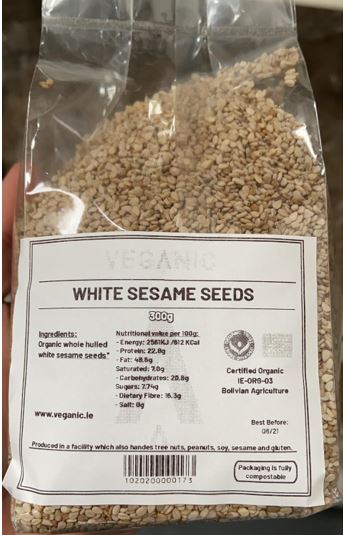 VEGANIC
WHITE SESAME SEEDS
300g
Ingredients:
Organic whole hulled
white sesame seeds*
www.veganic.ie
Nutritional value per 100g:
- Energy: 2561KJ /612 KCal
- Protein: 22.8g
- Fat: 48.5g
Saturated: 7.0g
- Carbohydrates: 20.8g
Sugars: 7.74g
- Dietary Fibre: 16.3g
- Salt: 0g
Certified Organic
IE-ORG-03
Bolivian Agriculture
Best Before:
06/21
Produced in a facility which also handes tree nuts, peanuts, soy, sesame and gluten.
1020200000173
Packaging is fully
compostable